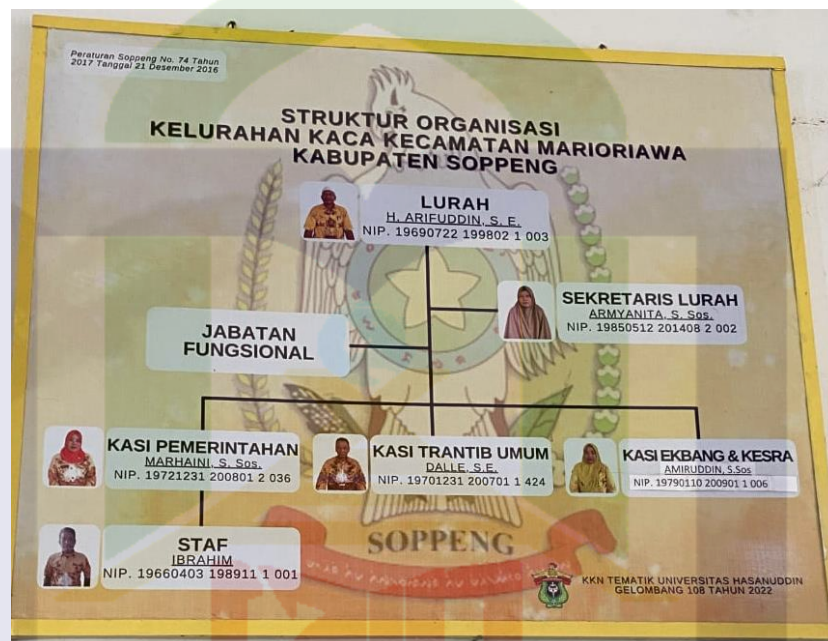 Peraturan Soppeng No. 74 Tahun
2017 Tanggal 21 Desember 2016
STRUKTUR ORGANISASI
KELURAHAN KACA KECAMATAN MARIORIAWA
KABUPATEN SOPPENG
LURAH
H. ARIFUDDIN, S. E.
NIP. 19690722 199802 1 003
SEKRETARIS LURAH
ARMYANITA, S. Sos.
NIP. 19850512 201408 2 002
JABATAN
FUNGSIONAL
KASI PEMERINTAHAN
MARHAINI, S. Sos.
NIP. 19721231 200801 2 036
KASI TRANTIB UMUM
DALLE, S.E.
NIP. 19701231 200701 1 424
KASI EKBANG & KESRA
AMIRUDDIN, S.Sos
NIP. 19790110 200901 1 006
STAF
IBRAHIM
NIP. 19660403 198911 1 001
SOPPENG
KKN TEMATIK UNIVERSITAS HASANUDDIN
GELOMBANG 108 TAHUN 2022